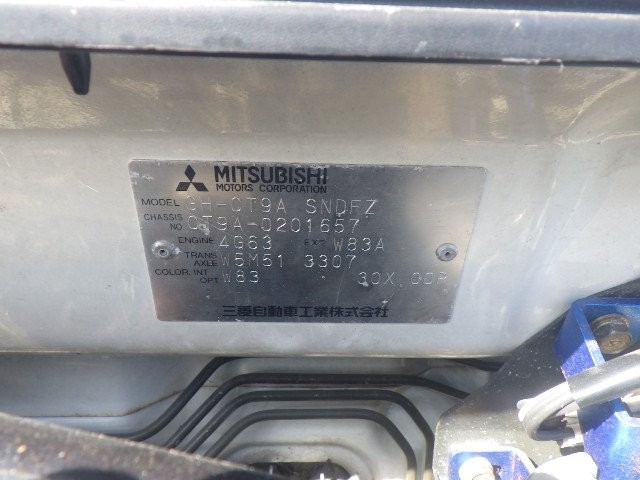 MITSUBISHI
MOTORS CORPORATION
MODEL GH-CT9A SNDFZ
CHASSIS NO. CT9A-0201657
ENGINE 4G63 EXT W83A
TRANS AXLE W5M51 3307
COLOR, INT OPT W83 30X 00P
三菱自動車工業株式会社